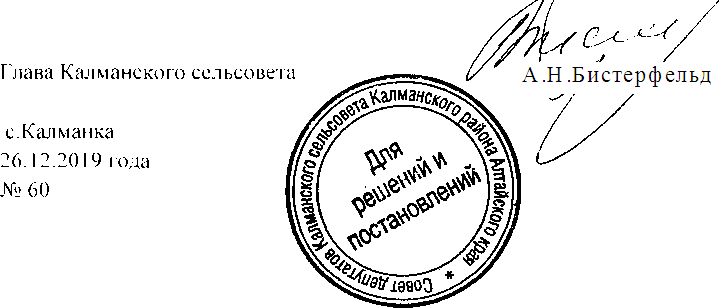 Глава Калманского сельсовета
А.Н.Бистерфельд
с.Калманка
26.12.2019 года
№ 60
Совет депутатов Калманского сельсовета Калманского района Алтайского края *
Для
решений и
постановлений